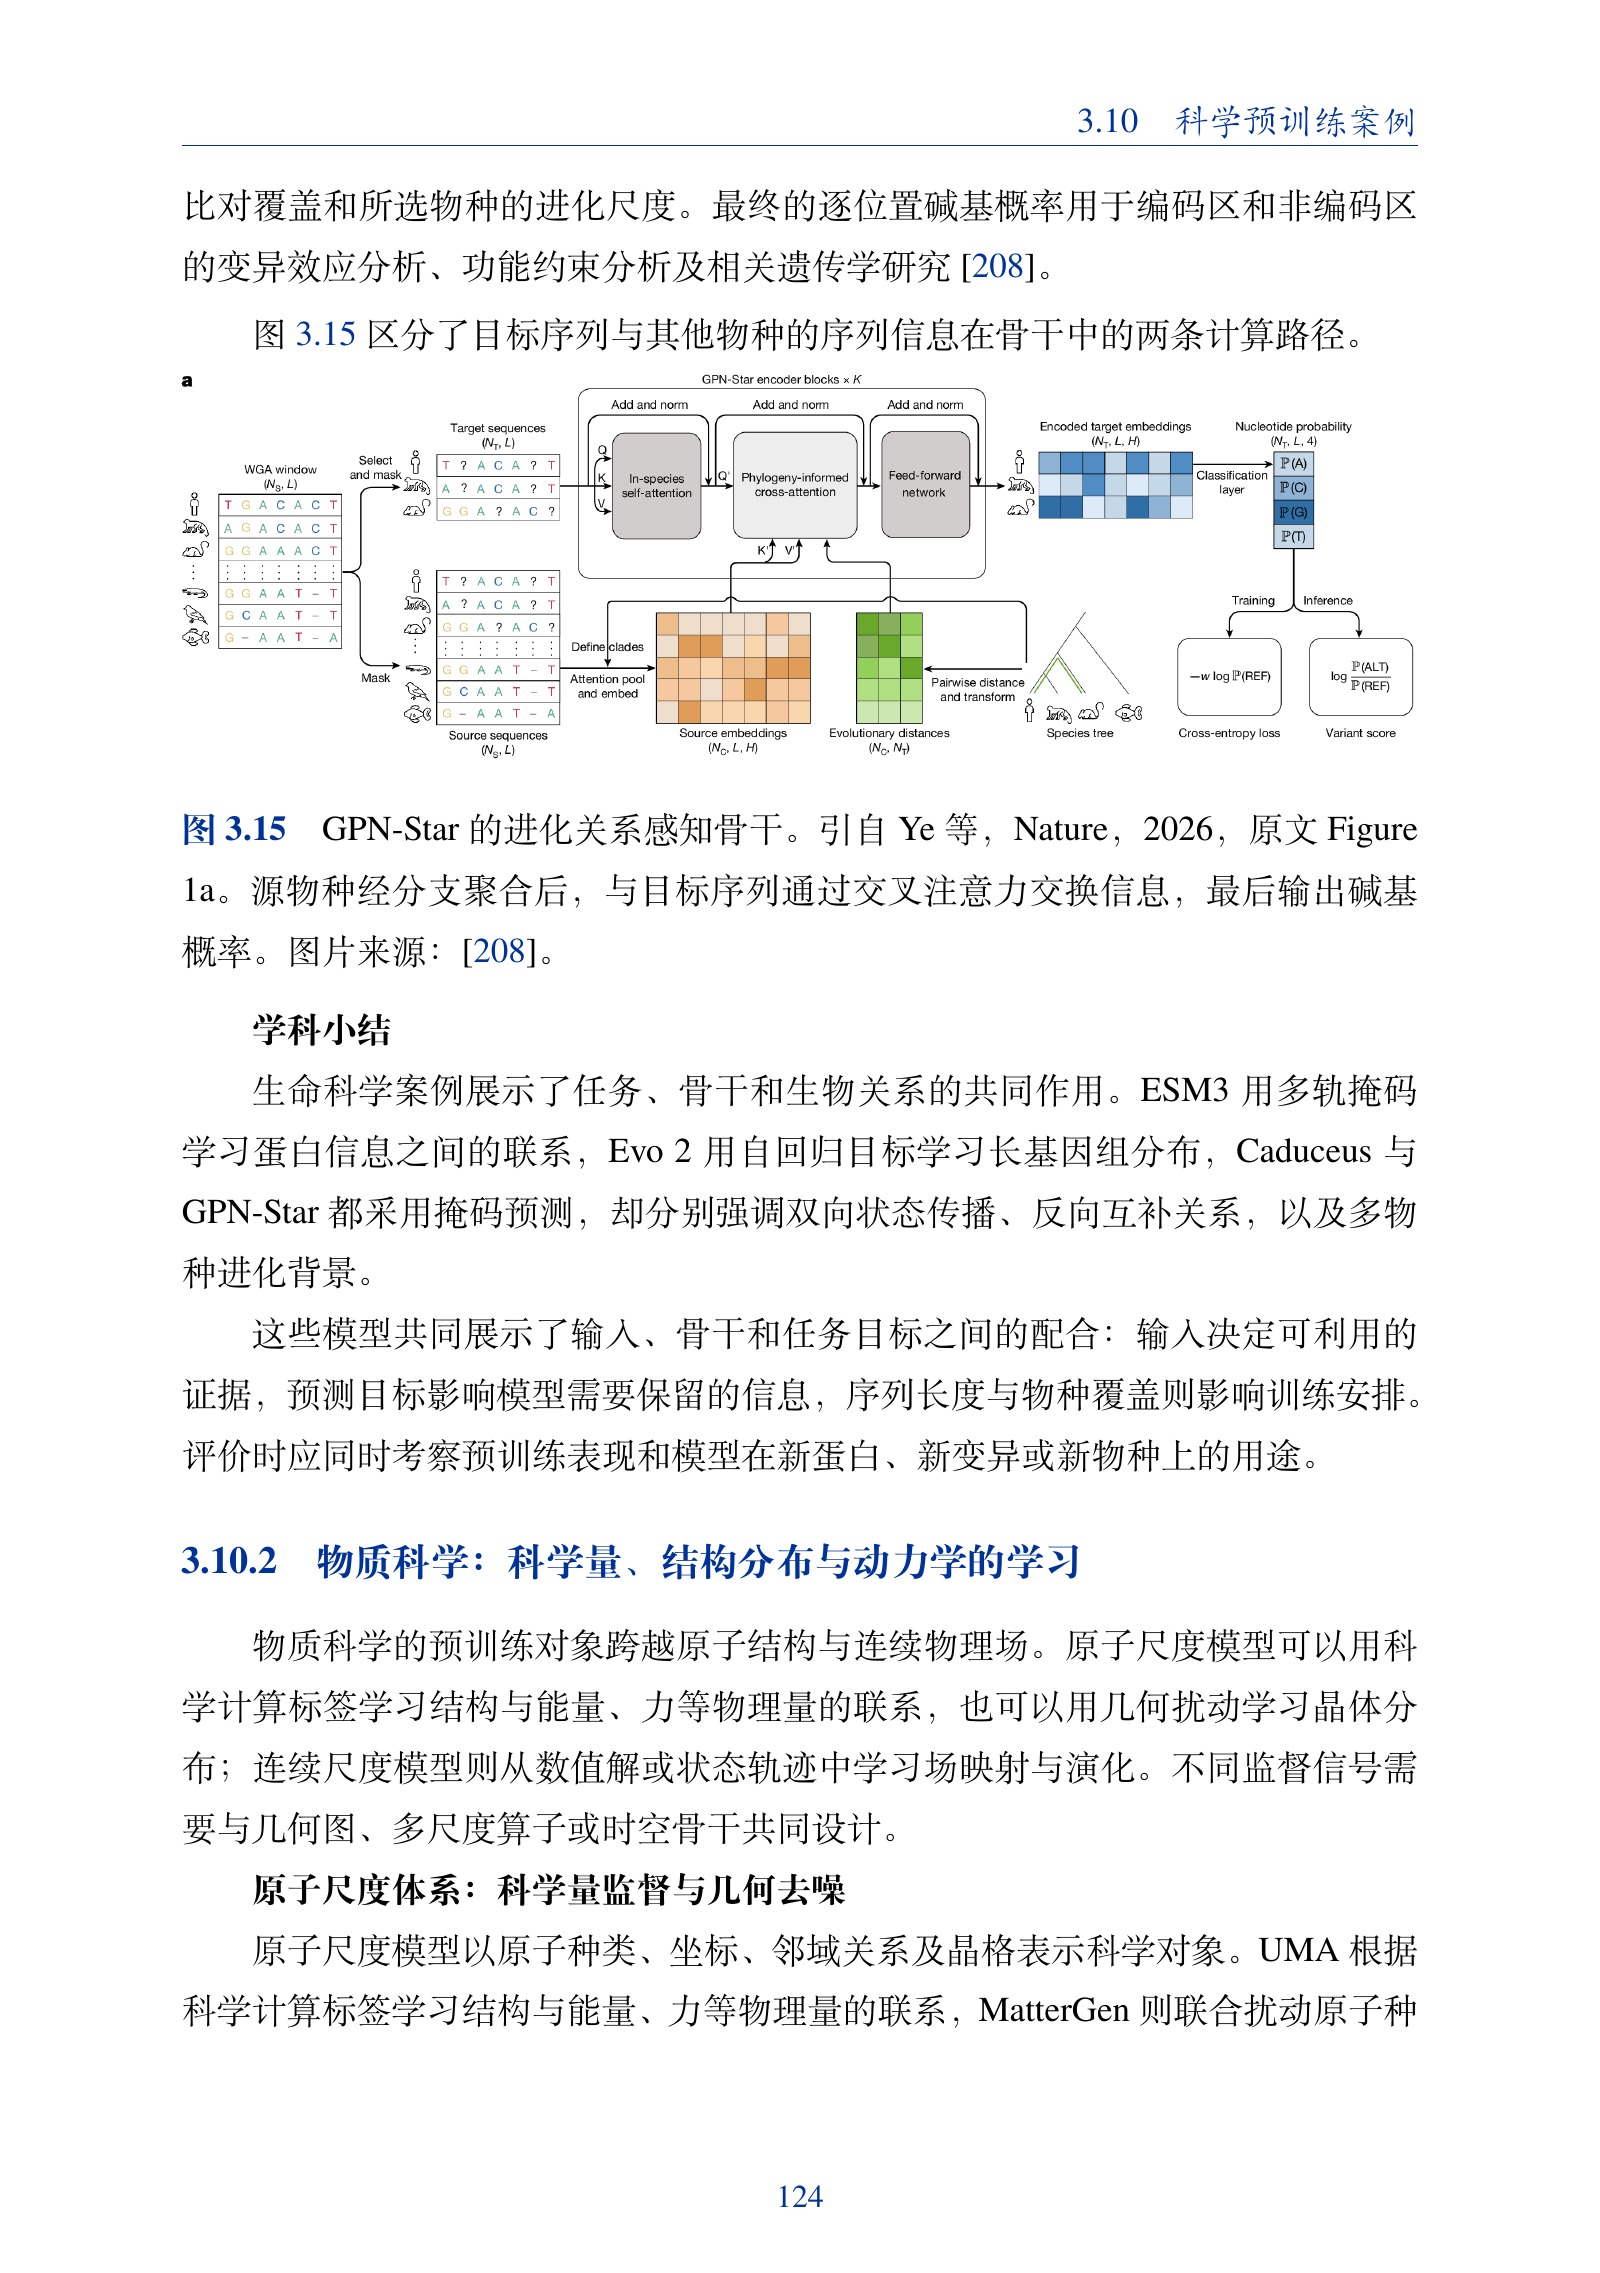 3.10 科学预训练案例
比对覆盖和所选物种的进化尺度。最终的逐位置碱基概率用于编码区和非编码区
的变异效应分析、功能约束分析及相关遗传学研究 [208]。
图 3.15 区分了目标序列与其他物种的序列信息在骨干中的两条计算路径。
a
GPN-Star encoder blocks × K
Add and norm Add and norm Add and norm
WGA window
(N_S, L)
T G A C A C T
A G A C A C T
G G A A A C T
G G A A T – T
G C A A T – T
G – A A T – A
Select
and mask
Mask
Target sequences
(N_T, L)
T ? A C A ? T
A ? A C A ? T
G G A ? A C ?
T ? A C A ? T
A ? A C A ? T
G G A ? A C ?
G G A A T – T
G C A A T – T
G – A A T – A
Source sequences
(N_S, L)
Q
K
V
In-species
self-attention
Q'
Phylogeny-informed
cross-attention
Feed-forward
network
K' V'
Define clades
Attention pool
and embed
Source embeddings
(N_C, L, H)
Evolutionary distances
(N_C, N_T)
Pairwise distance
and transform
Species tree
Encoded target embeddings
(N_T, L, H)
Classification
layer
Nucleotide probability
(N_T, L, 4)
ℙ(A)
ℙ(C)
ℙ(G)
ℙ(T)
Training Inference
–w log ℙ(REF)
log ℙ(ALT)
ℙ(REF)
Cross-entropy loss Variant score
图 3.15 GPN-Star 的进化关系感知骨干。引自 Ye 等，Nature，2026，原文 Figure
1a。源物种经分支聚合后，与目标序列通过交叉注意力交换信息，最后输出碱基
概率。图片来源：[208]。
学科小结
生命科学案例展示了任务、骨干和生物关系的共同作用。ESM3 用多轨掩码
学习蛋白信息之间的联系，Evo 2 用自回归目标学习长基因组分布，Caduceus 与
GPN-Star 都采用掩码预测，却分别强调双向状态传播、反向互补关系，以及多物
种进化背景。
这些模型共同展示了输入、骨干和任务目标之间的配合：输入决定可利用的
证据，预测目标影响模型需要保留的信息，序列长度与物种覆盖则影响训练安排。
评价时应同时考察预训练表现和模型在新蛋白、新变异或新物种上的用途。
3.10.2 物质科学：科学量、结构分布与动力学的学习
物质科学的预训练对象跨越原子结构与连续物理场。原子尺度模型可以用科
学计算标签学习结构与能量、力等物理量的联系，也可以用几何扰动学习晶体分
布；连续尺度模型则从数值解或状态轨迹中学习场映射与演化。不同监督信号需
要与几何图、多尺度算子或时空骨干共同设计。
原子尺度体系：科学量监督与几何去噪
原子尺度模型以原子种类、坐标、邻域关系及晶格表示科学对象。UMA 根据
科学计算标签学习结构与能量、力等物理量的联系，MatterGen 则联合扰动原子种
124